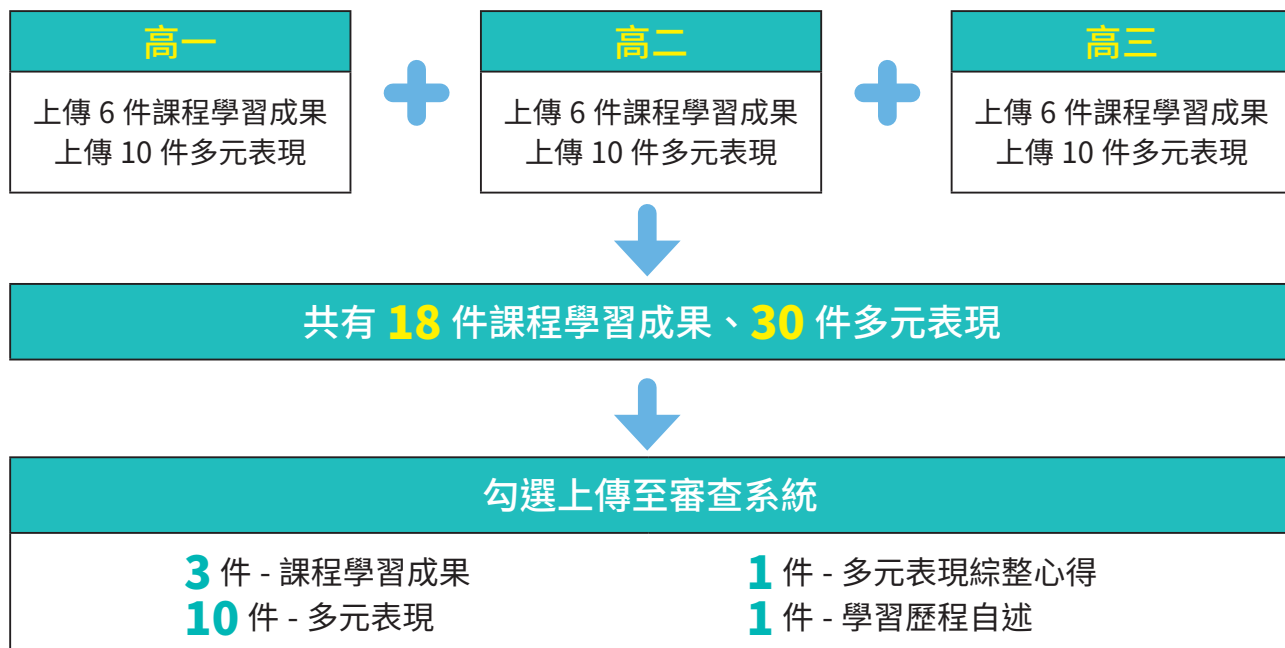 高一
上傳 6 件課程學習成果
上傳 10 件多元表現
高二
上傳 6 件課程學習成果
上傳 10 件多元表現
高三
上傳 6 件課程學習成果
上傳 10 件多元表現
共有 18 件課程學習成果、30 件多元表現
勾選上傳至審查系統
3 件 - 課程學習成果
10 件 - 多元表現
1 件 - 多元表現綜整心得
1 件 - 學習歷程自述